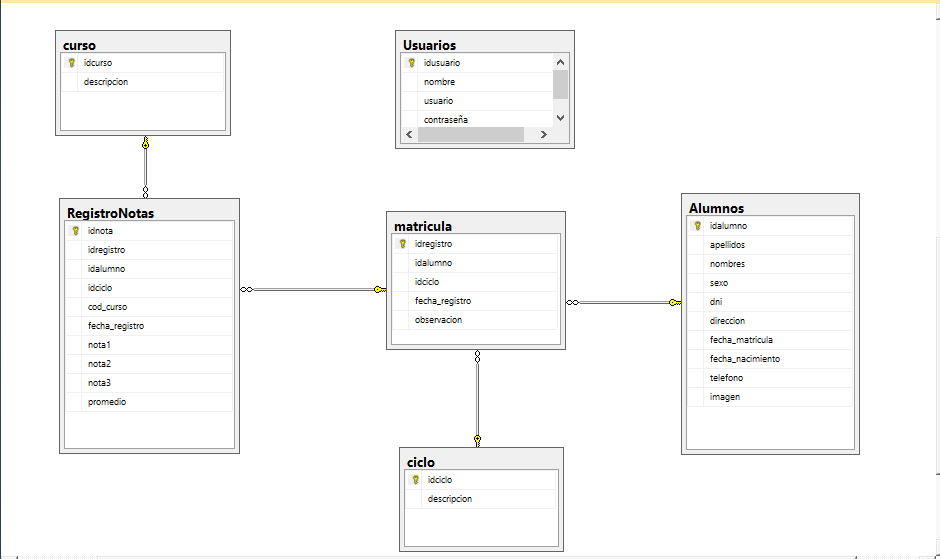 curso
idcurso
descripcion
Usuarios
idusuario
nombre
usuario
contraseña
RegistroNotas
idnota
idregistro
idalumno
idciclo
cod_curso
fecha_registro
nota1
nota2
nota3
promedio
matricula
idregistro
idalumno
idciclo
fecha_registro
observacion
Alumnos
idalumno
apellidos
nombres
sexo
dni
direccion
fecha_matricula
fecha_nacimiento
telefono
imagen
ciclo
idciclo
descripcion